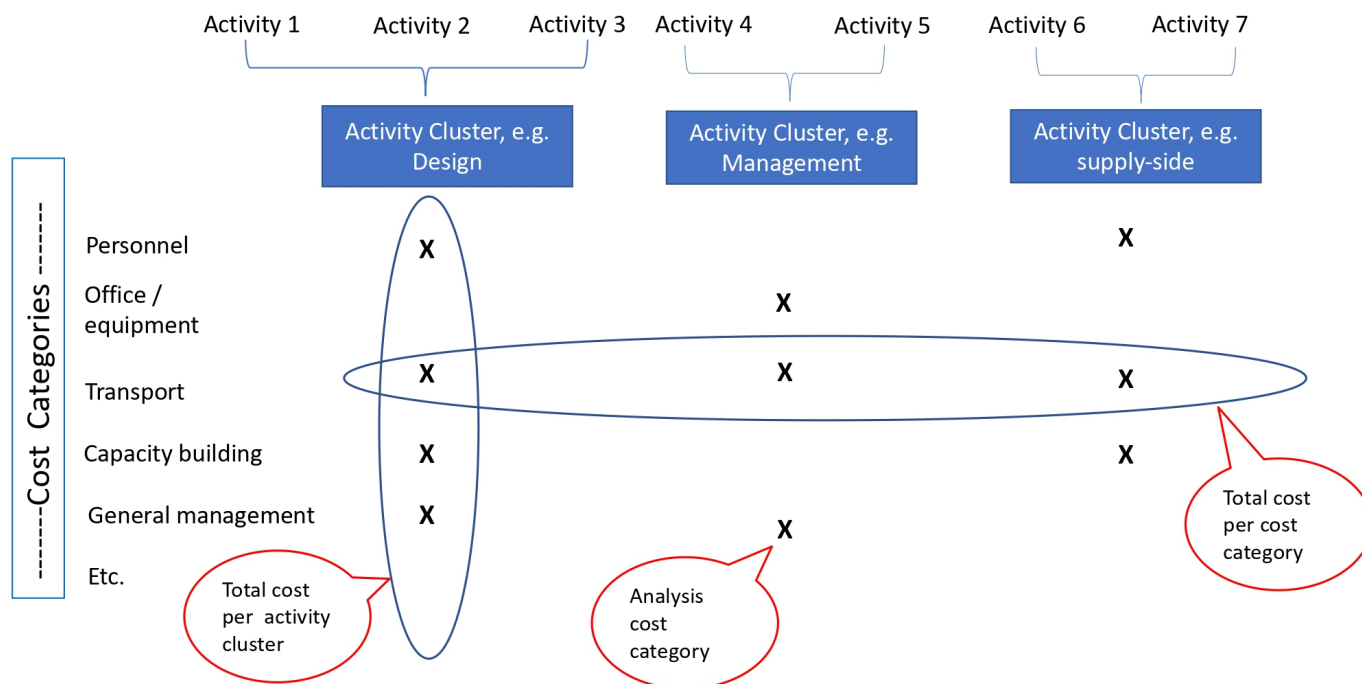 Activity 1
Activity 2
Activity 3
Activity 4
Activity 5
Activity 6
Activity 7
Activity Cluster, e.g.
Design
Activity Cluster, e.g.
Management
Activity Cluster, e.g.
supply-side
-------Cost Categories --------
Personnel
X
X
Office /
equipment
X
Transport
X
X
X
Capacity building
X
X
General management
X
X
Etc.
Total cost
per activity
cluster
Analysis
cost
category
Total cost
per cost
category